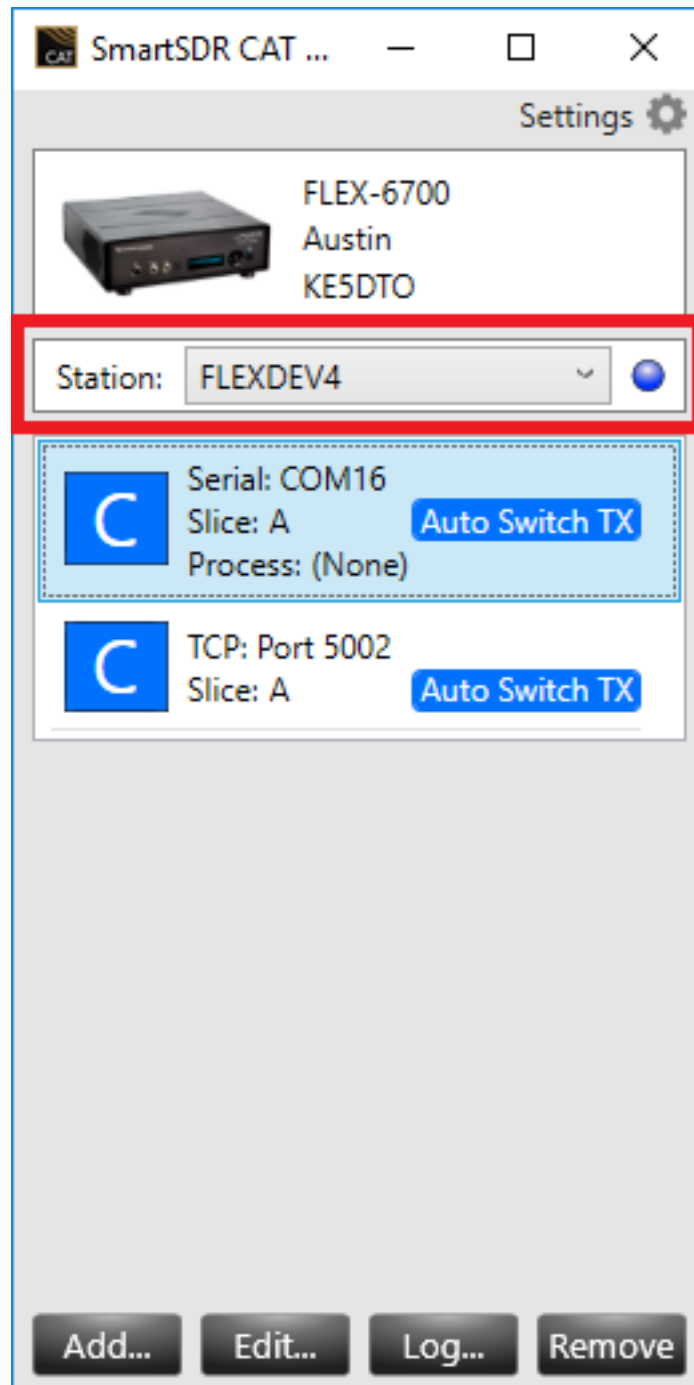 CAT
SmartSDR CAT ...
Settings
FLEX-6700
Austin
KE5DTO
Station: FLEXDEV4
C
Serial: COM16
Slice: A
Auto Switch TX
Process: (None)
C
TCP: Port 5002
Slice: A
Auto Switch TX
Add...
Edit...
Log...
Remove